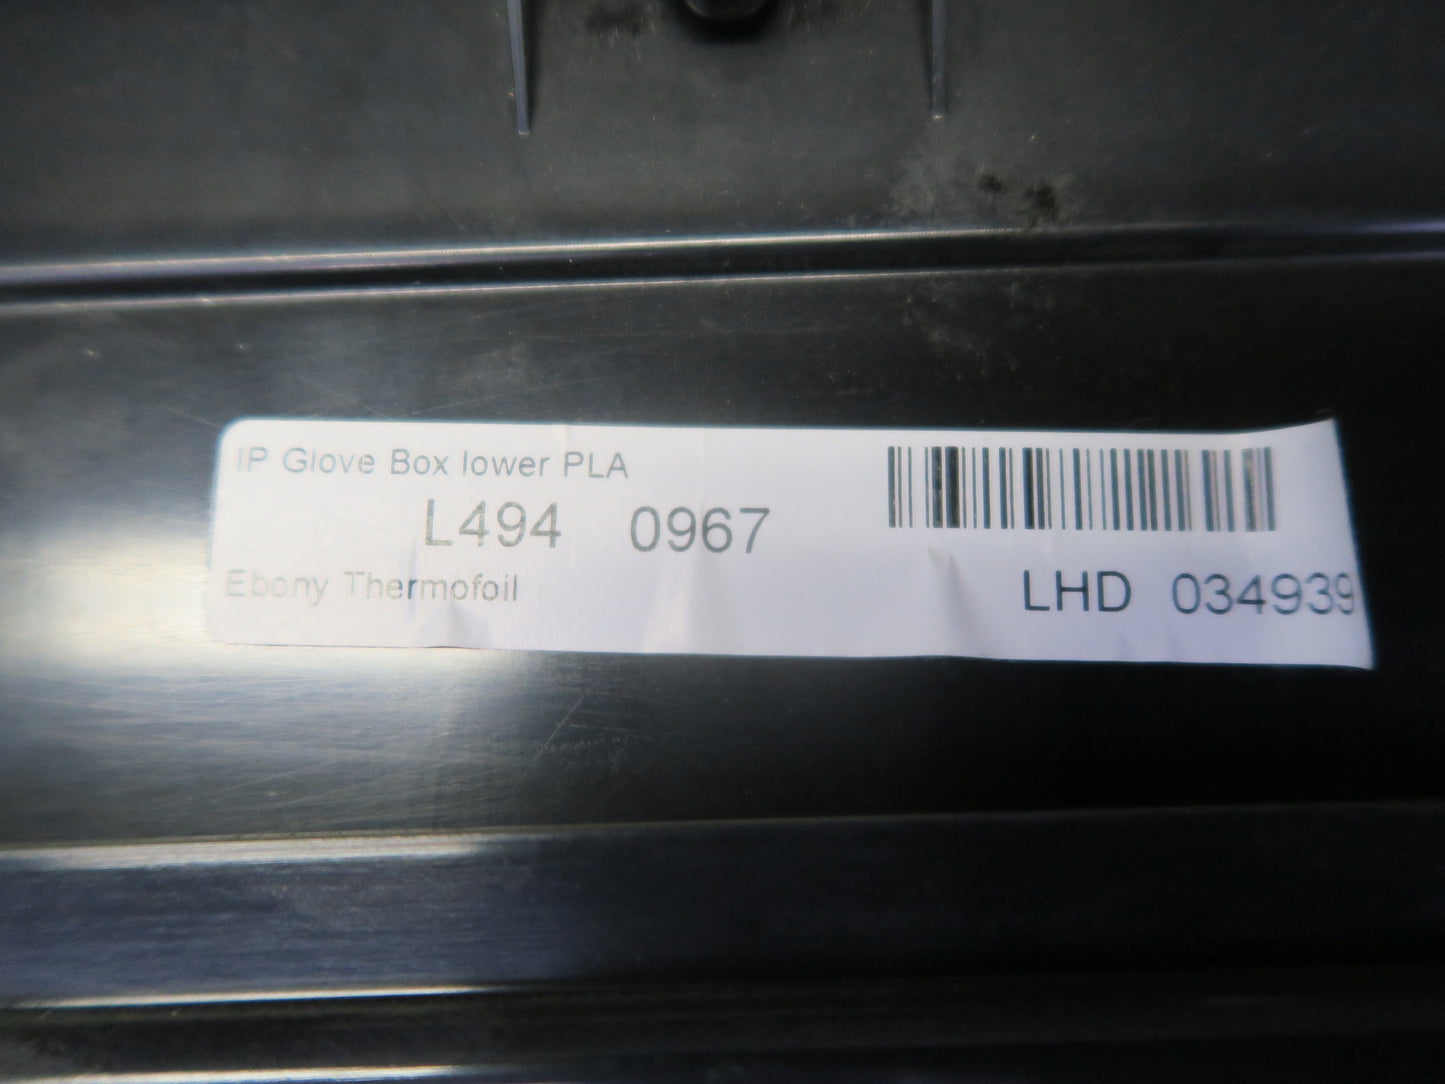 IP Glove Box lower PLA
L494 0967
Ebony Thermofoil
LHD 034939